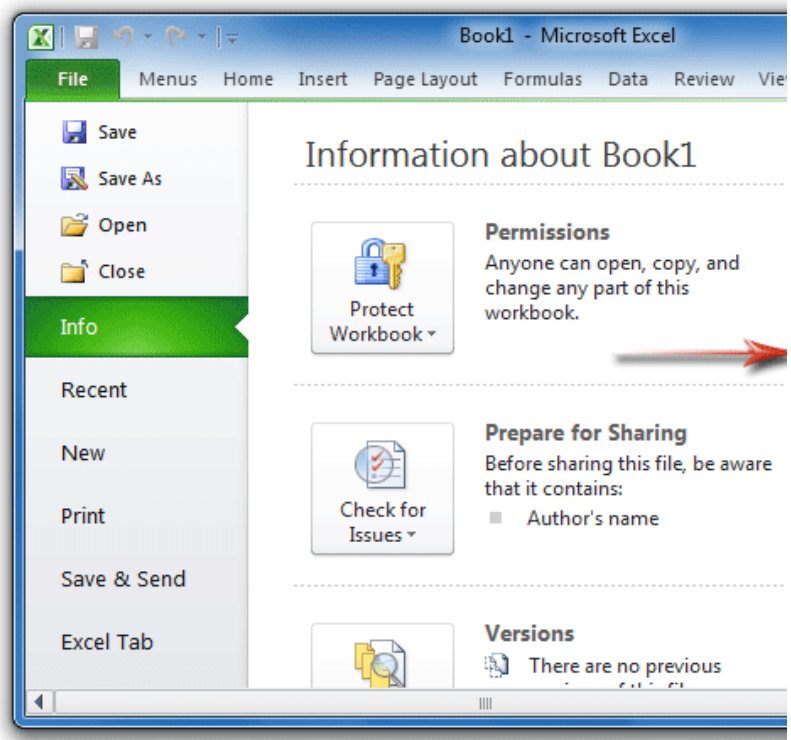 Book1 - Microsoft Excel
File Menus Home Insert Page Layout Formulas Data Review
Save
Save As
Open
Close
Info
Recent
New
Print
Save & Send
Excel Tab
Information about Book1
Protect
Workbook
Permissions
Anyone can open, copy, and
change any part of this
workbook.
Check for
Issues
Prepare for Sharing
Before sharing this file, be aware
that it contains:
Author's name
Versions
There are no previous